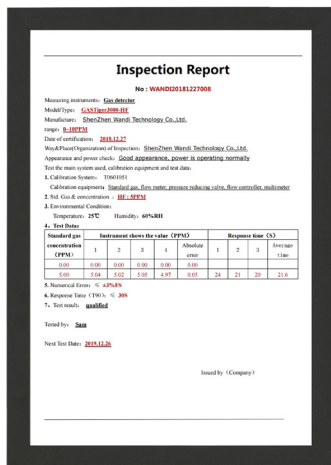 Inspection Report
No : WANDI20181227008
Measuring instruments: Gas detector
Model/Type: GASTiger3000-HF
Manufacture: ShenZhen Wandi Technology Co.,Ltd.
range: 0-10PPM
Date of certification: 2018.12.27
Way&Place(Organization) of Inspection: ShenZhen Wandi Technology Co.,Ltd.
Appearance and power check: Good appearance, power is operating normally
Test the main system used, calibration equipment and test data:
1. Calibration System: T0601051
Calibration equipment: Standard gas, flow meter, pressure reducing valve, flow controller, multimeter
2. Std. Gas & concentration : HF: 5PPM
3. Environmental Condition:
Temperature: 25℃ Humidity: 60%RH
4、Test Datas
Standard gas concentration (PPM) Instrument shows the value (PPM) Response time (S)
1 2 3 4 Absolute error 1 2 3 Average time
0.00 0.00 0.00 0.00 0.00 0.00
5.00 5.04 5.02 5.05 4.97 0.05 24 21 20 21.6
5. Numerical Error: ≤ ±3%FS
6. Response Time (T90): ≤ 30S
7、Test result: qualified
Tested by: Sam
Next Test Date: 2019.12.26
Issued by (Company)